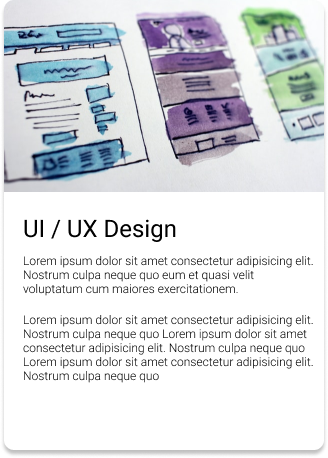 UI / UX Design
Lorem ipsum dolor sit amet consectetur adipisicing elit.
Nostrum culpa neque quo eum et quasi velit
voluptatum cum maiores exercitationem.
Lorem ipsum dolor sit amet consectetur adipisicing elit.
Nostrum culpa neque quo Lorem ipsum dolor sit amet
consectetur adipisicing elit. Nostrum culpa neque quo
Lorem ipsum dolor sit amet consectetur adipisicing elit.
Nostrum culpa neque quo